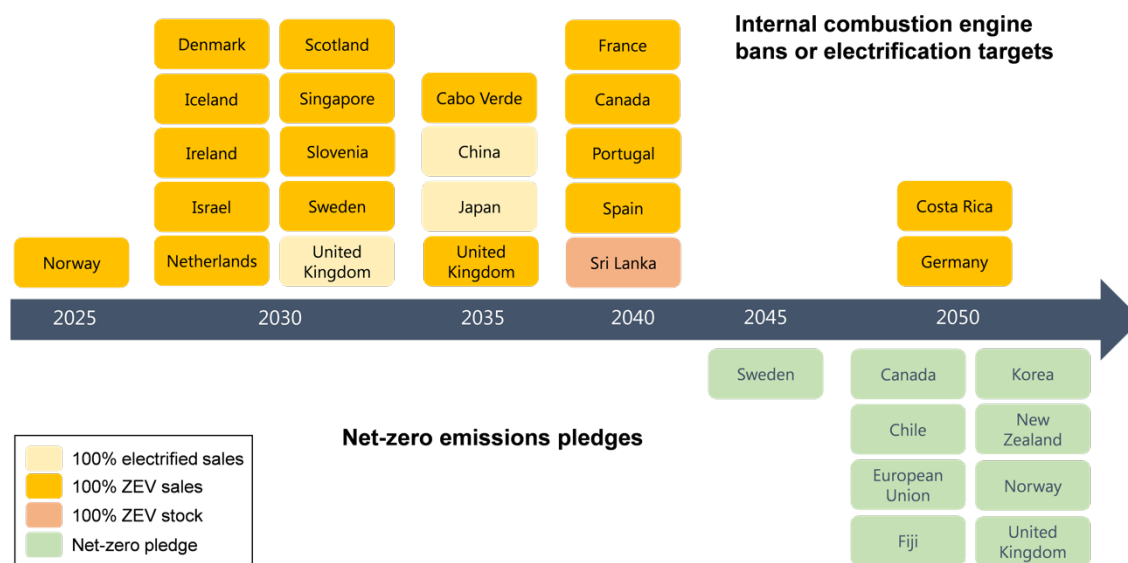 Internal combustion engine
bans or electrification targets
Denmark
Scotland
France
Iceland
Singapore
Cabo Verde
Canada
Ireland
Slovenia
China
Portugal
Israel
Sweden
Japan
Spain
Costa Rica
Norway
Netherlands
United
Kingdom
United
Kingdom
Sri Lanka
Germany
2025
2030
2035
2040
2045
2050
Sweden
Canada
Korea
Net-zero emissions pledges
Chile
New
Zealand
European
Union
Norway
Fiji
United
Kingdom
100% electrified sales
100% ZEV sales
100% ZEV stock
Net-zero pledge